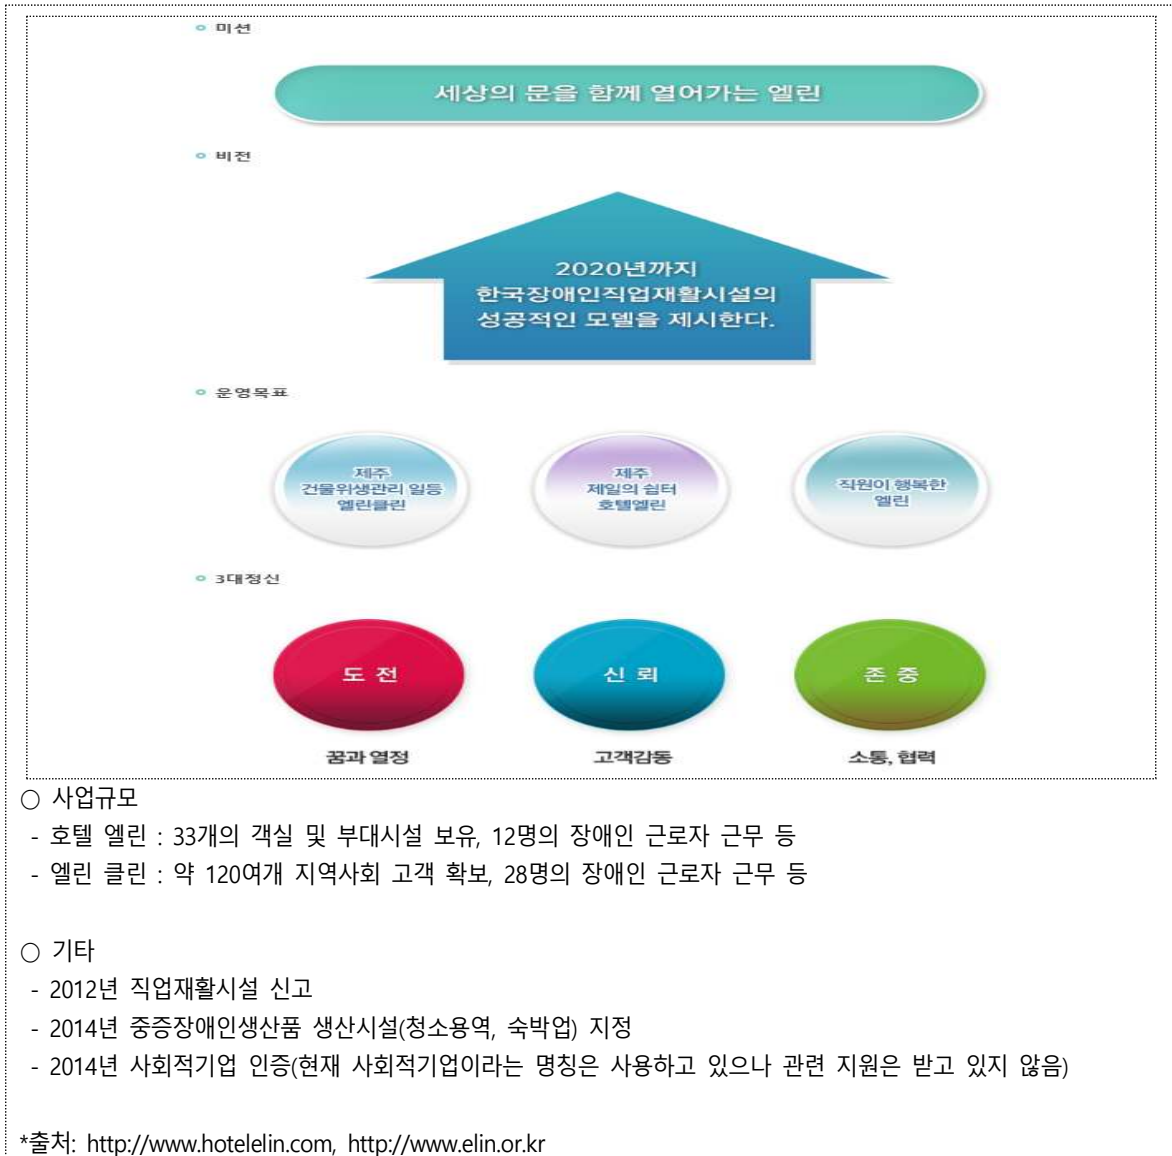 미션
세상의 문을 함께 열어가는 엘린
비전
2020년까지
한국장애인직업재활시설의
성공적인 모델을 제시한다.
운영목표
제주
건물위생관리 일등
엘린클린
제주
제일의 쉼터
호텔엘린
직원이 행복한
엘린
3대정신
도 전
신 뢰
존 중
꿈과 열정
고객감동
소통, 협력
○ 사업규모
- 호텔 엘린 : 33개의 객실 및 부대시설 보유, 12명의 장애인 근로자 근무 등
- 엘린 클린 : 약 120여개 지역사회 고객 확보, 28명의 장애인 근로자 근무 등
○ 기타
- 2012년 직업재활시설 신고
- 2014년 중증장애인생산품 생산시설(청소용역, 숙박업) 지정
- 2014년 사회적기업 인증(현재 사회적기업이라는 명칭은 사용하고 있으나 관련 지원은 받고 있지 않음)
*출처: http://www.hotelelin.com, http://www.elin.or.kr